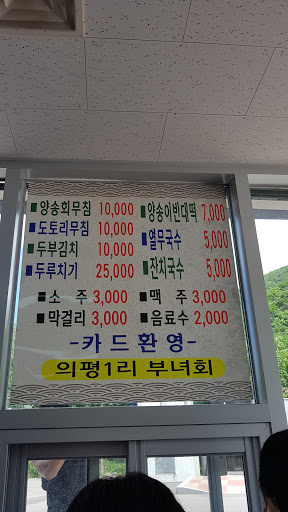 양송회무침 10,000 양송이빈대떡 7,000
도토리무침 10,000 열무국수 5,000
두부김치 10,000 잔치국수 5,000
두루치기 25,000
소 주 3,000 맥 주 3,000
막걸리 3,000 음료수 2,000
-카드환영-
의평1리 부녀회